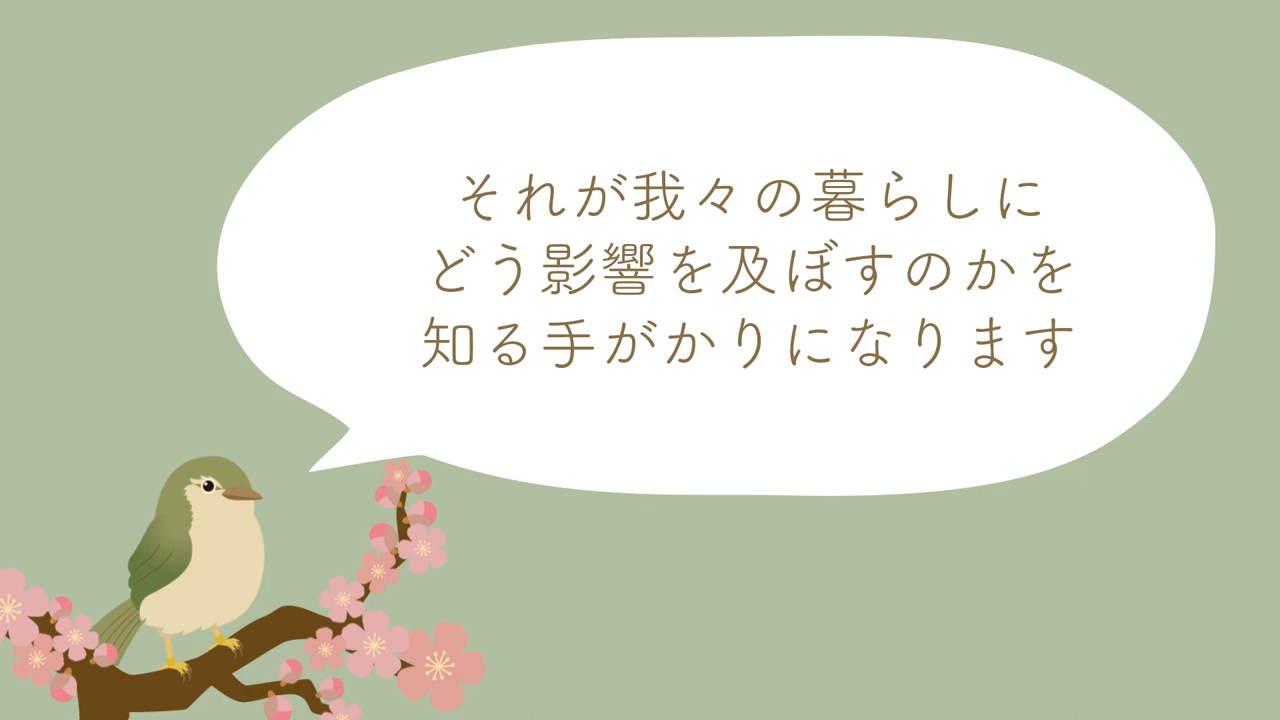 それが我々の暮らしに
どう影響を及ぼすのかを
知る手がかりになります